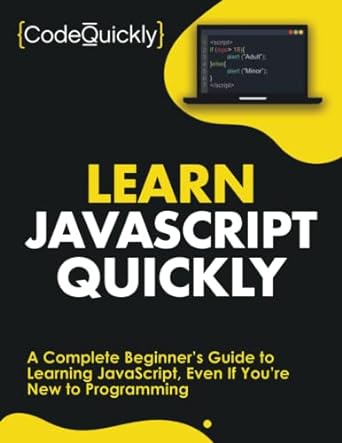 {CodeQuickly}
<script>
if (age> 18){
alert ("Adult");
}else{
alert ("Minor");
}
</script>
LEARN
JAVASCRIPT
QUICKLY
A Complete Beginner's Guide to
Learning JavaScript, Even If You're
New to Programming